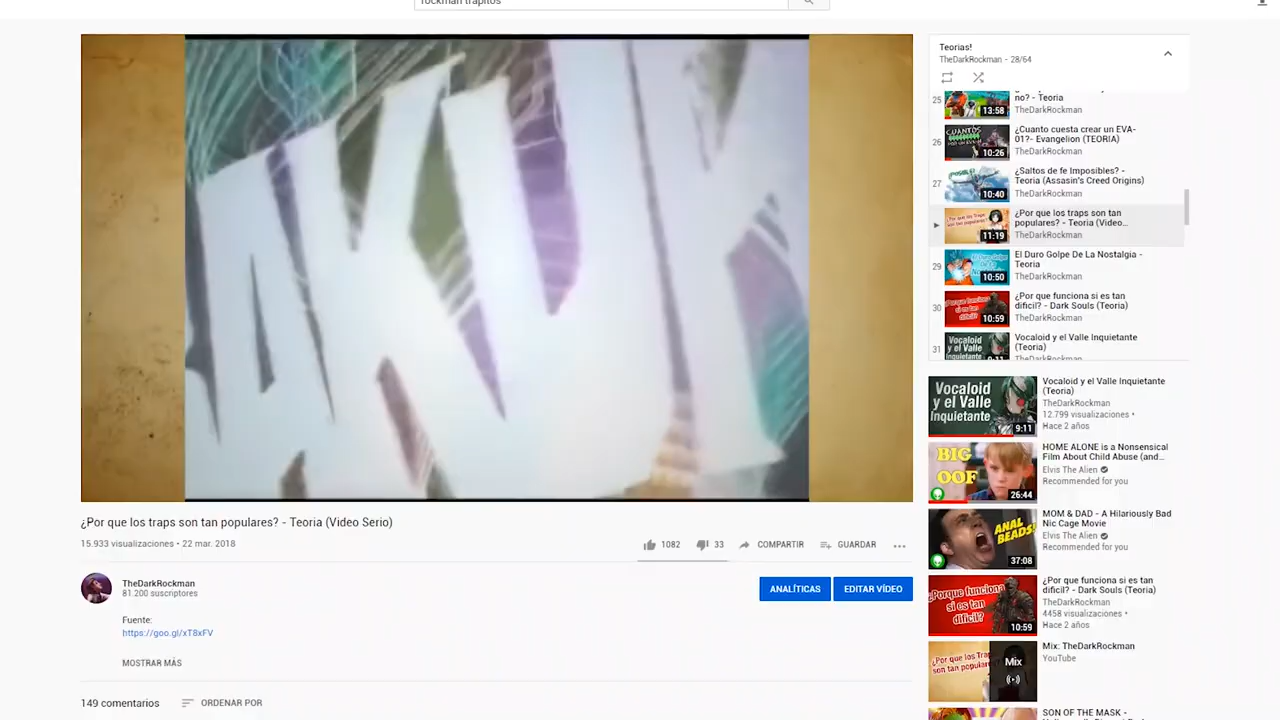 rockman trapitos
Teorias!
TheDarkRockman - 28/64
25
no? - Teoria
TheDarkRockman
13:58
26
¿Cuanto cuesta crear un EVA-
01?- Evangelion (TEORIA)
TheDarkRockman
10:26
27
¿Saltos de fe Imposibles? -
Teoria (Assasin's Creed Origins)
TheDarkRockman
10:40
¿Por que los traps son tan
populares? - Teoria (Video...
TheDarkRockman
11:19
29
El Duro Golpe De La Nostalgia -
Teoria
TheDarkRockman
10:50
30
¿Por que funciona si es tan
dificil? - Dark Souls (Teoria)
TheDarkRockman
10:59
31
Vocaloid y el Valle Inquietante
(Teoria)
TheDarkRockman
9:11
Vocaloid
y el Valle
Inquietante
9:11
Vocaloid y el Valle Inquietante
(Teoria)
TheDarkRockman
12.799 visualizaciones •
Hace 2 años
BIG
OOF
26:44
HOME ALONE is a Nonsensical
Film About Child Abuse (and...
Elvis The Alien
Recommended for you
ANAL
BEADS!
37:08
MOM & DAD - A Hilariously Bad
Nic Cage Movie
Elvis The Alien
Recommended for you
¿Porque funciona
si es tan
dificil?
10:59
¿Por que funciona si es tan
dificil? - Dark Souls (Teoria)
TheDarkRockman
4458 visualizaciones •
Hace 2 años
Mix
Mix: TheDarkRockman
YouTube
SON OF THE MASK -
¿Por que los traps son tan populares? - Teoria (Video Serio)
15.933 visualizaciones • 22 mar. 2018
1082
33
COMPARTIR
GUARDAR
TheDarkRockman
81.200 suscriptores
ANALÍTICAS
EDITAR VÍDEO
Fuente:
https://goo.gl/xT8xFV
MOSTRAR MÁS
149 comentarios
ORDENAR POR